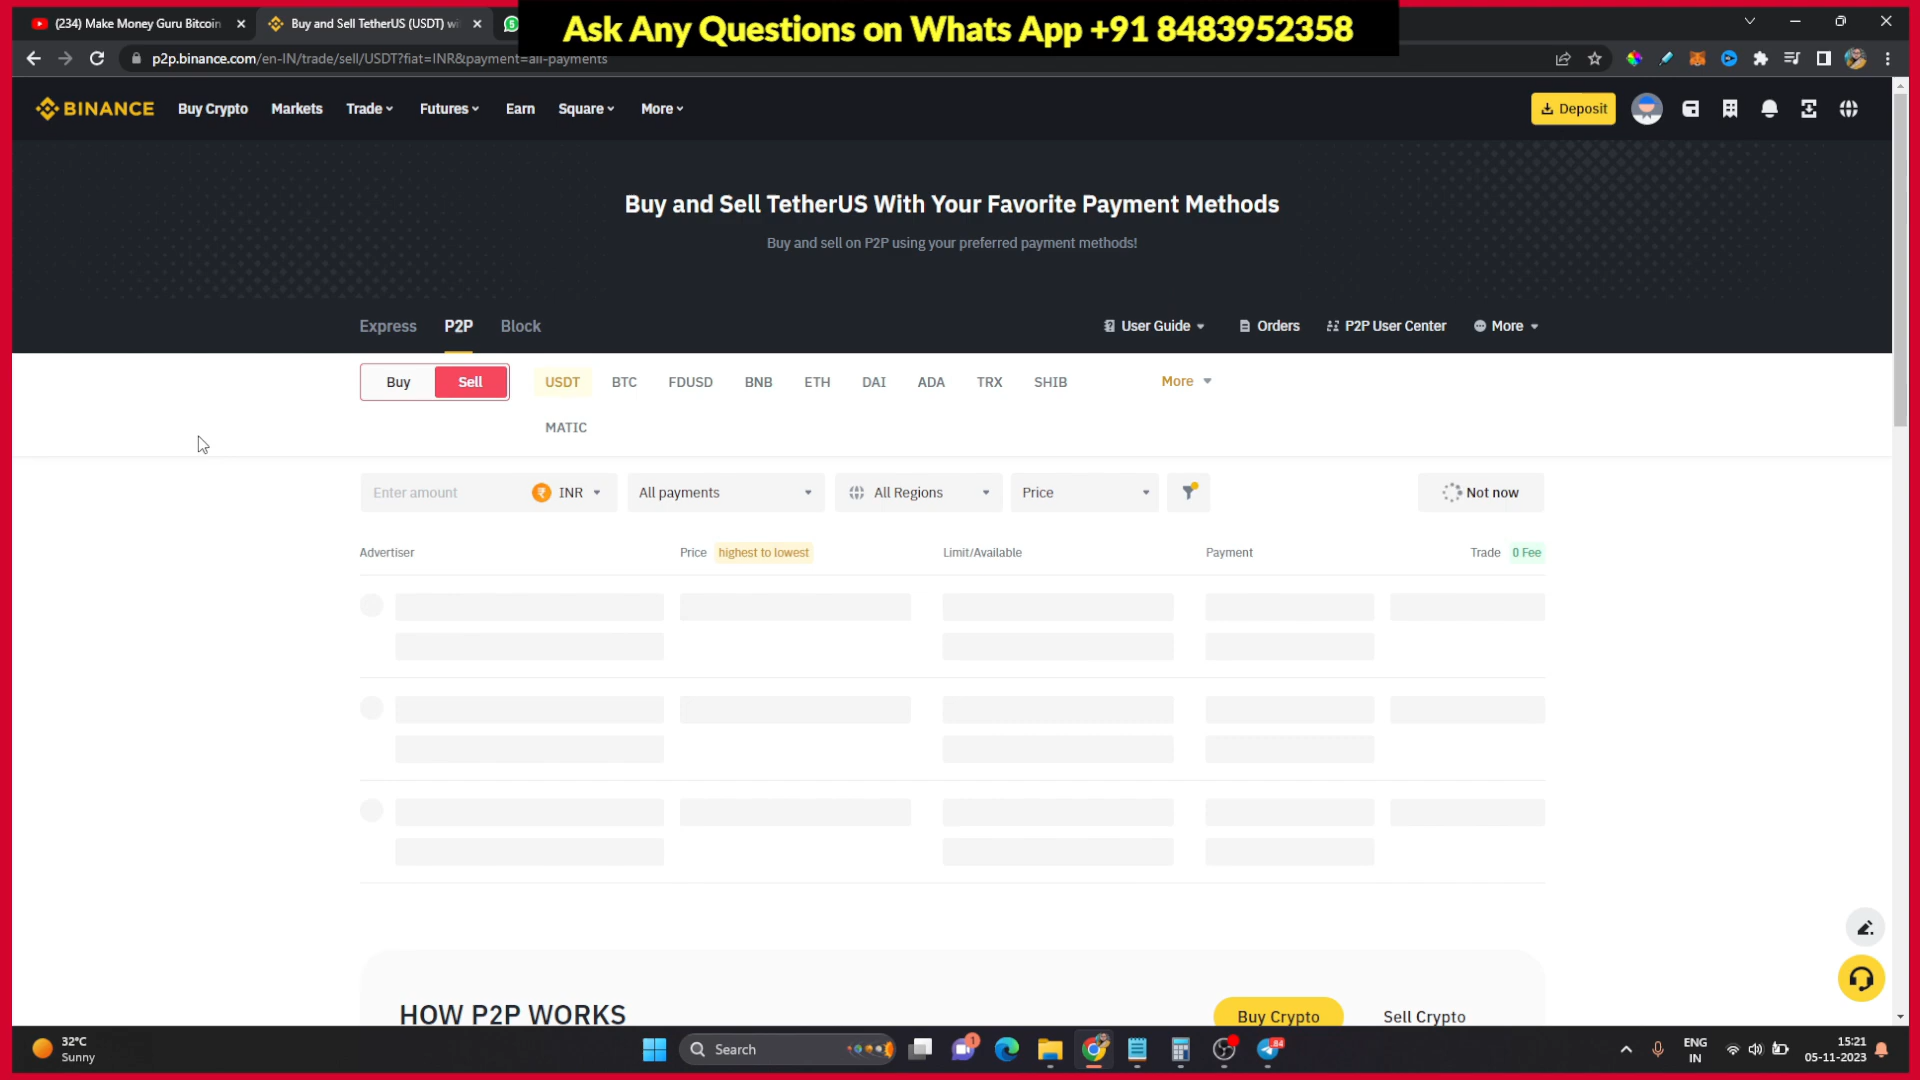 (234) Make Money Guru Bitcoin
Buy and Sell TetherUS (USDT) wi
Ask Any Questions on Whats App +91 8483952358
p2p.binance.com/en-IN/trade/sell/USDT?fiat=INR&payment=all-payments
BINANCE Buy Crypto Markets Trade Futures Earn Square More Deposit
Buy and Sell TetherUS With Your Favorite Payment Methods
Buy and sell on P2P using your preferred payment methods!
Express P2P Block User Guide Orders P2P User Center More
Buy Sell USDT BTC FDUSD BNB ETH DAI ADA TRX SHIB More
MATIC
Enter amount ₹ INR All payments All Regions Price Not now
Advertiser Price highest to lowest Limit/Available Payment Trade 0 Fee
HOW P2P WORKS Buy Crypto Sell Crypto
32°C
Sunny
Search
1
84
ENG
IN
15:21
05-11-2023